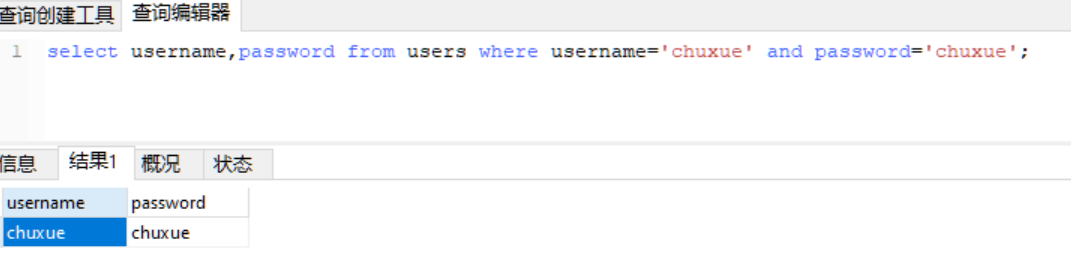 查询创建工具 查询编辑器
1 select username,password from users where username='chuxue' and password='chuxue';
信息 结果1 概况 状态
username password
chuxue chuxue